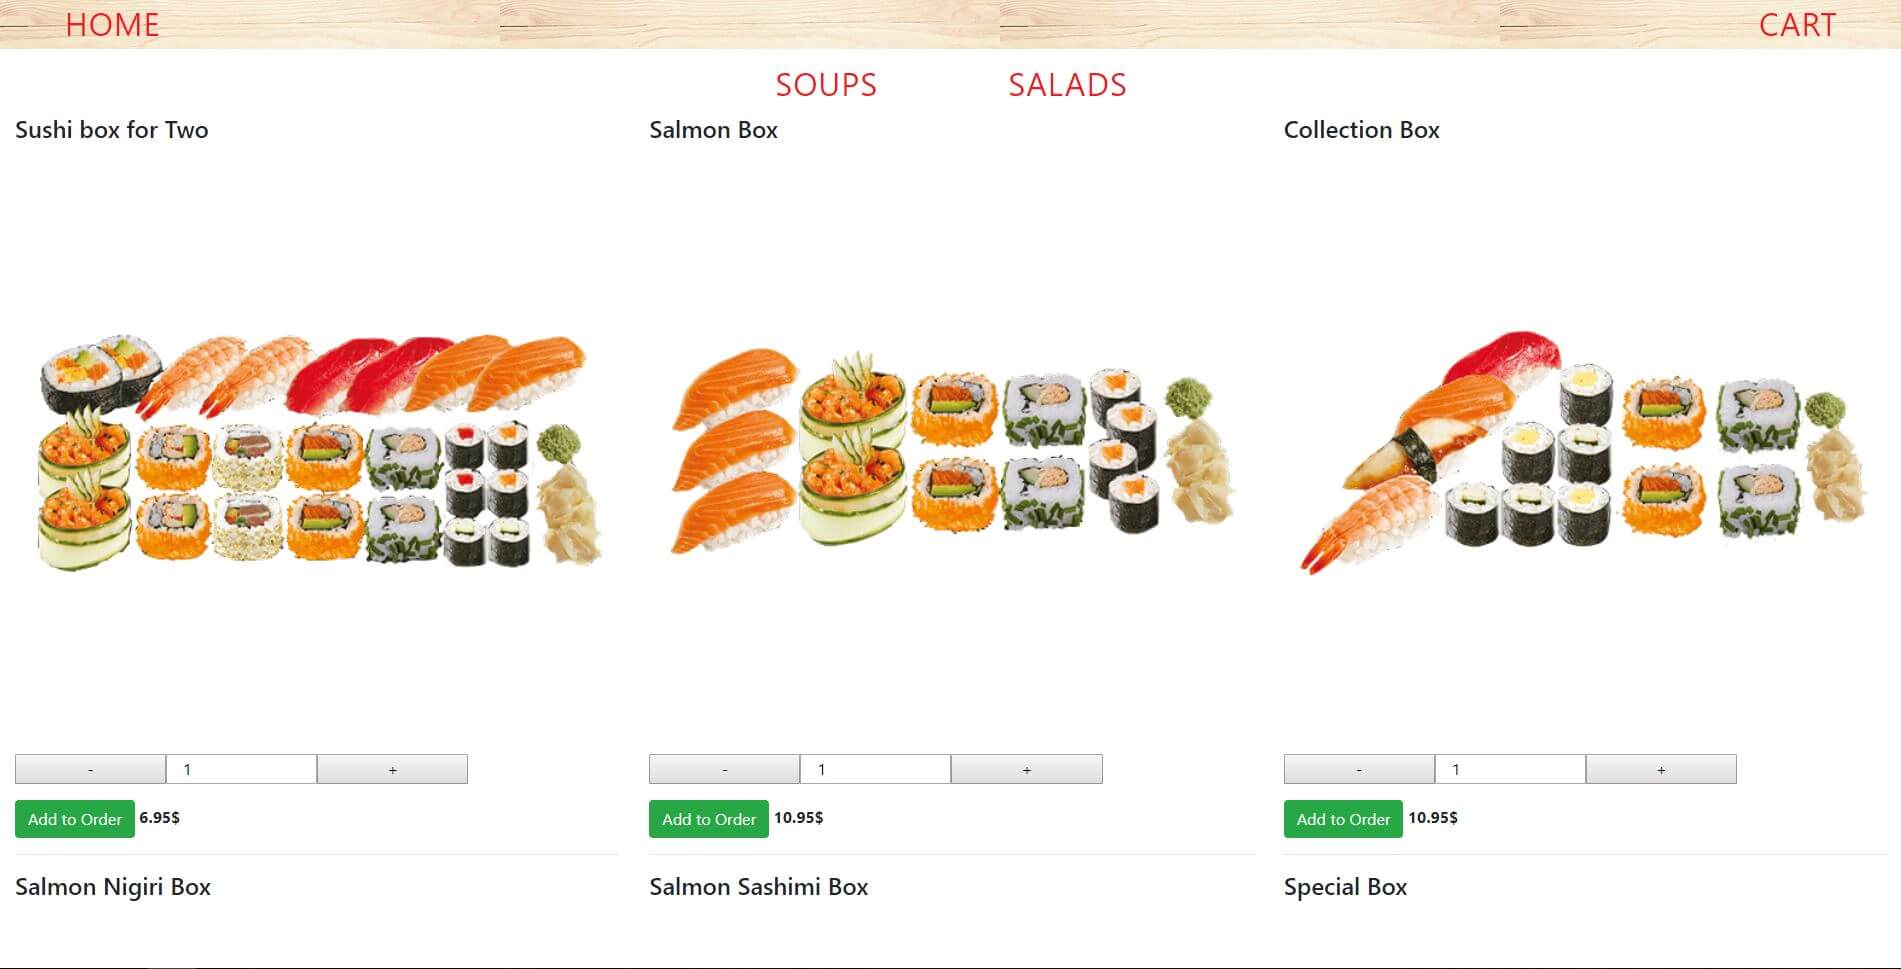 HOME
CART
SOUPS
SALADS
Sushi box for Two
Salmon Box
Collection Box
- 1 +
- 1 +
- 1 +
Add to Order 6.95$
Add to Order 10.95$
Add to Order 10.95$
Salmon Nigiri Box
Salmon Sashimi Box
Special Box